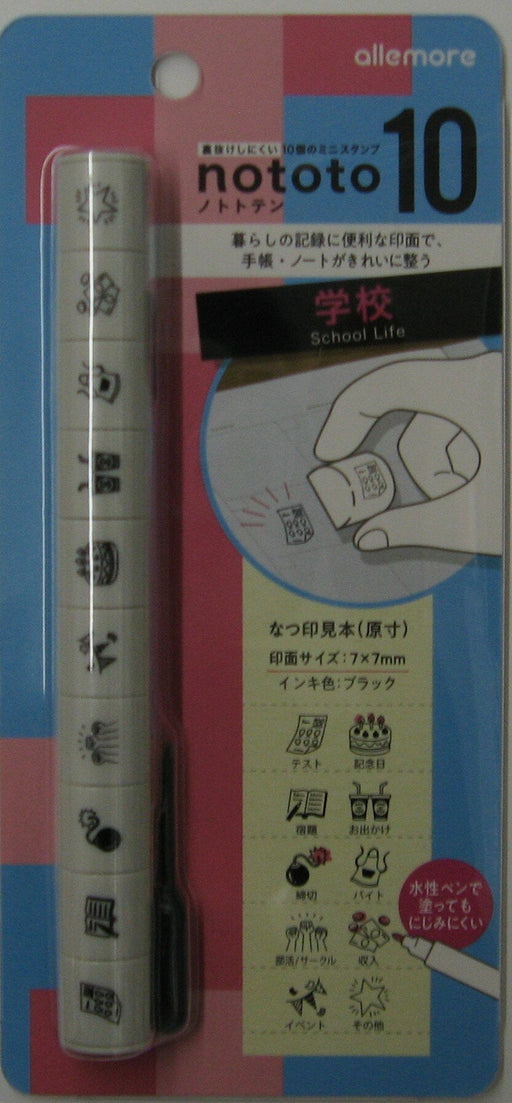 allemore
裏抜けしにくい 10個のミニスタンプ
nototo 10
ノトトテン
暮らしの記録に便利な印面で、
手帳・ノートがきれいに整う
学校
School Life
なつ印見本(原寸)
印面サイズ:7×7mm
インキ色:ブラック
テスト 記念日
宿題 お出かけ
締切 バイト
部活/サークル 収入
イベント その他
水性ペンで
塗っても
にじみにくい